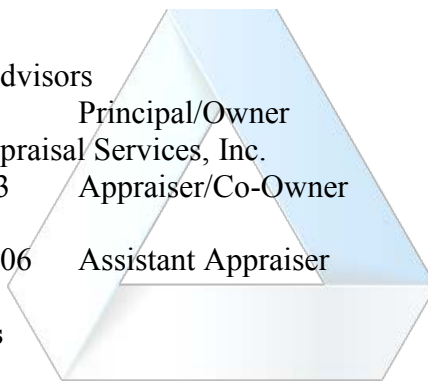 dvisors
Principal/Owner
praisal Services, Inc.
3 Appraiser/Co-Owner
06 Assistant Appraiser
s